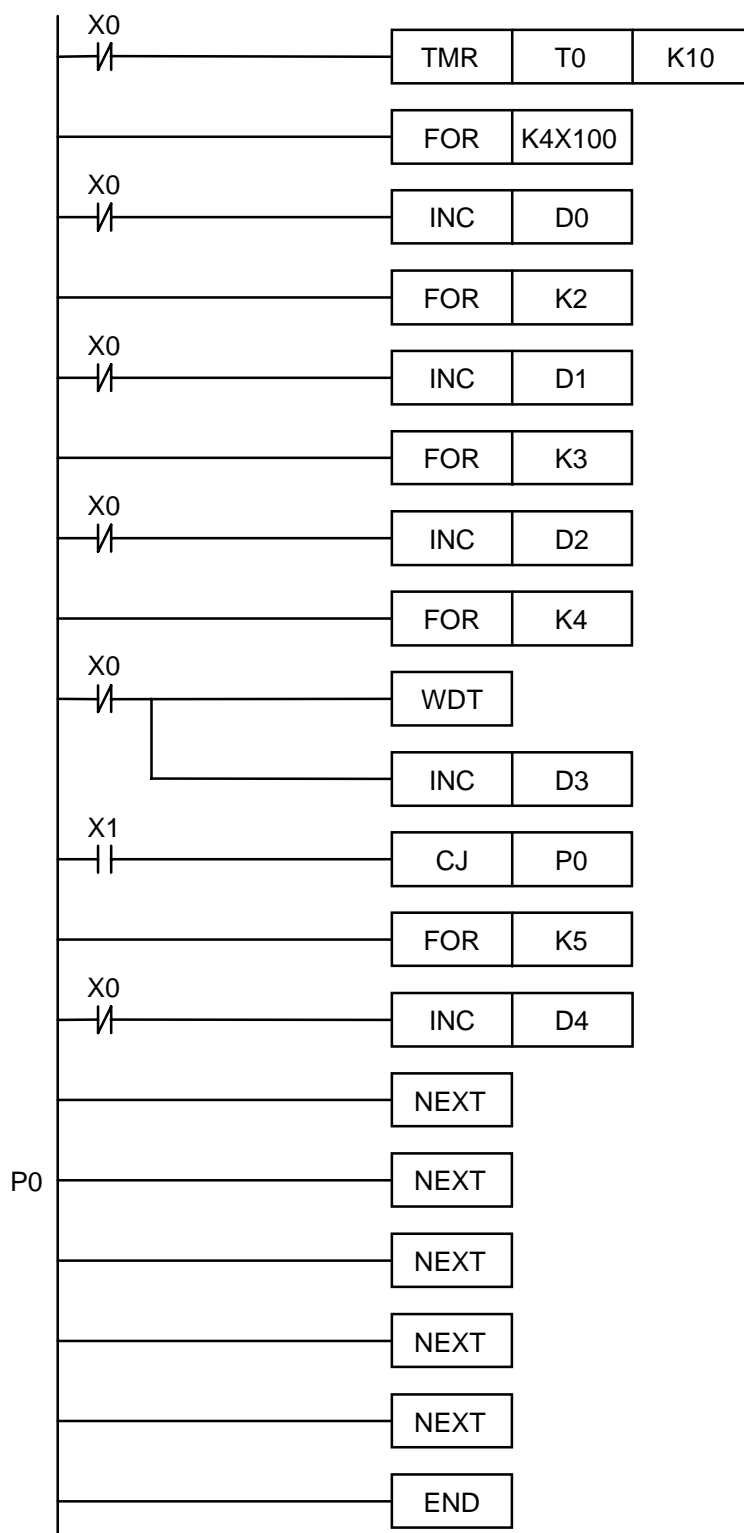 X0
TMR T0 K10
FOR K4X100
X0
INC D0
FOR K2
X0
INC D1
FOR K3
X0
INC D2
FOR K4
X0
WDT
INC D3
X1
CJ P0
FOR K5
X0
INC D4
NEXT
P0 NEXT
NEXT
NEXT
NEXT
END